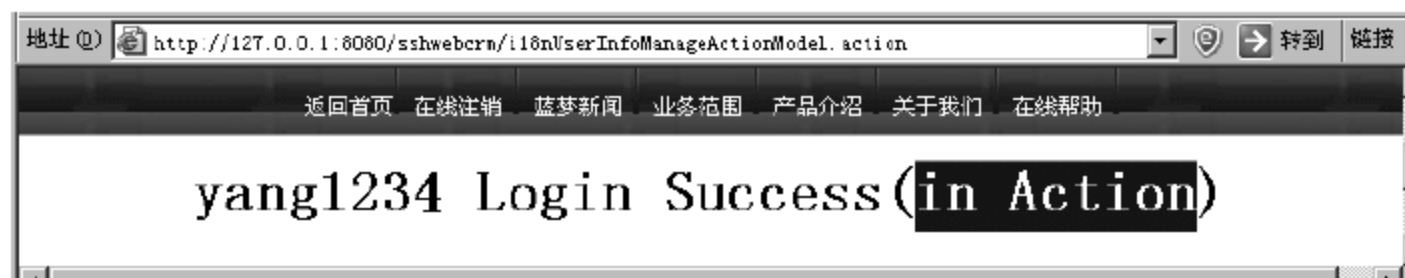 地址(D) http://127.0.0.1:8080/sshwebcrm/i18nUserInfoManageActionModel.action 转到 链接
返回首页 在线注销 蓝梦新闻 业务范围 产品介绍 关于我们 在线帮助
yang1234 Login Success(in Action)